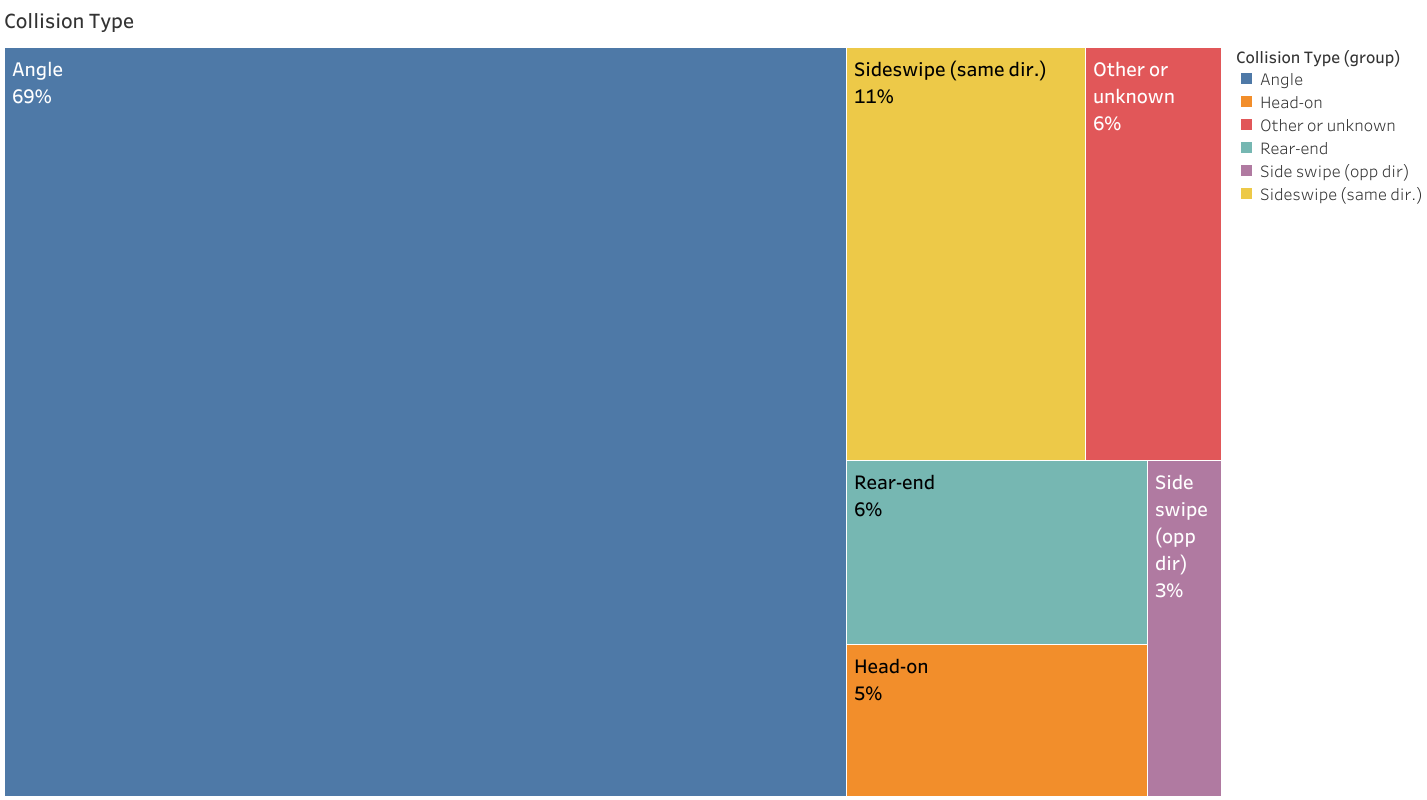 Collision Type
Angle
69%
Sideswipe (same dir.)
11%
Other or
unknown
6%
Rear-end
6%
Side
swipe
(opp
dir)
3%
Head-on
5%
Collision Type (group)
Angle
Head-on
Other or unknown
Rear-end
Side swipe (opp dir)
Sideswipe (same dir.)